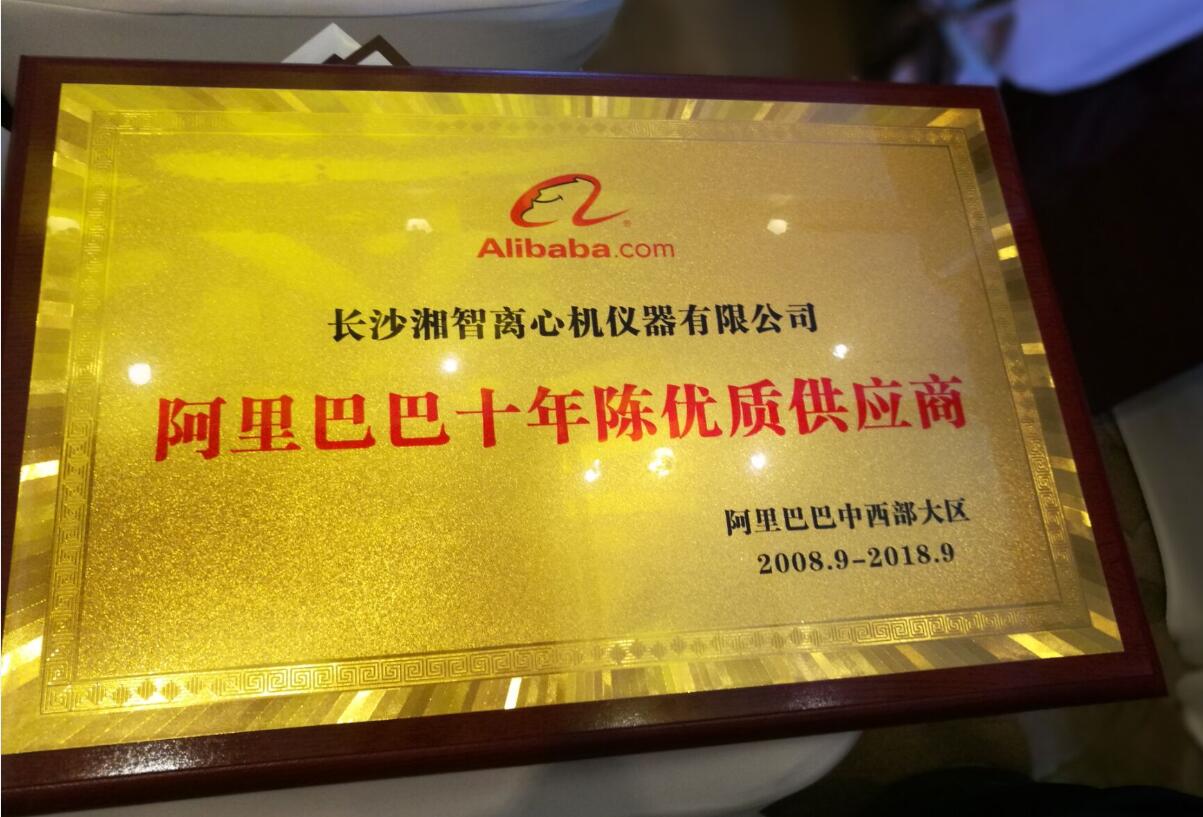 Alibaba.com
长沙湘智离心机仪器有限公司
阿里巴巴十年陈优质供应商
阿里巴巴中西部大区
2008.9-2018.9